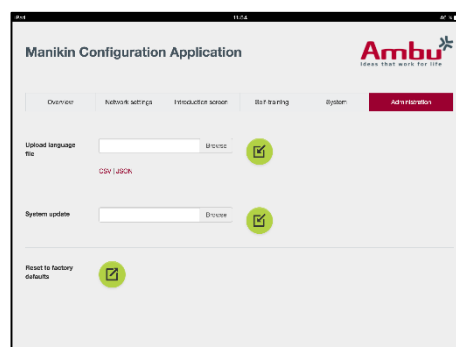 iPad 11:54
Manikin Configuration Application
Ambu
Ideas that work for life
Overview Network settings Introduction screen Self-training System Administration
Upload language
file
Browse
CSV | JSON
System update
Browse
Reset to factory
defaults